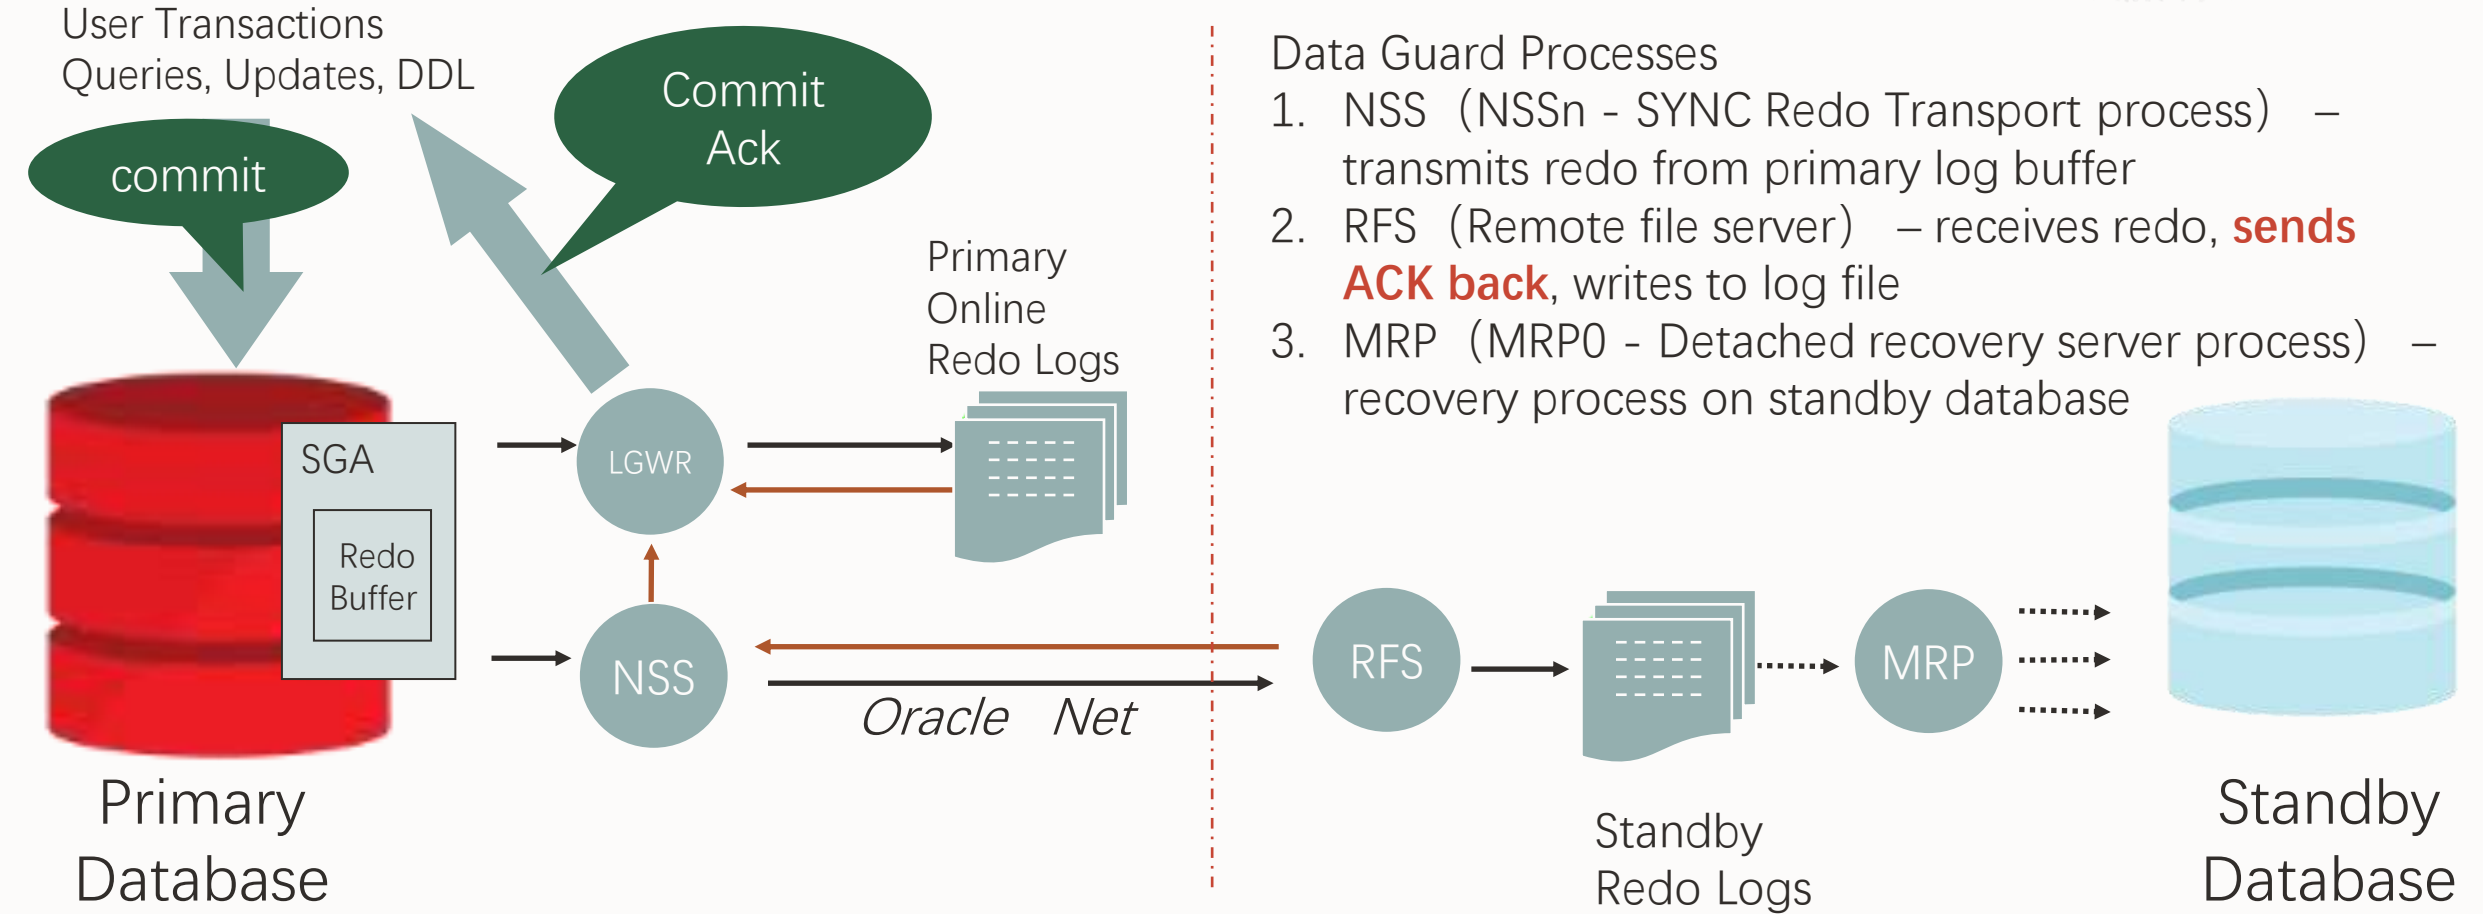 User Transactions
Queries, Updates, DDL
commit
Commit
Ack
Primary
Online
Redo Logs
SGA
Redo
Buffer
LGWR
NSS
Oracle Net
Primary
Database
Data Guard Processes
1. NSS（NSSn - SYNC Redo Transport process） –
transmits redo from primary log buffer
2. RFS（Remote file server） – receives redo, sends
ACK back, writes to log file
3. MRP（MRP0 - Detached recovery server process） –
recovery process on standby database
RFS
MRP
Standby
Redo Logs
Standby
Database